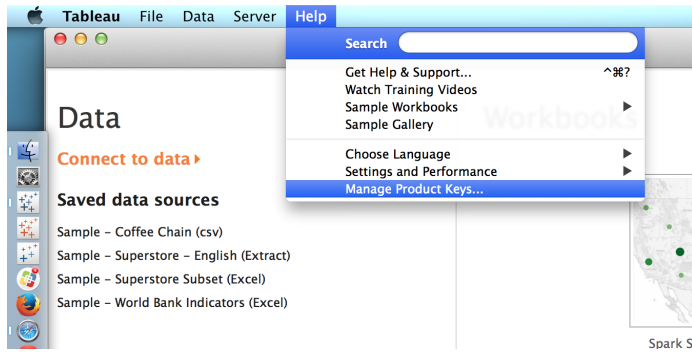 Tableau File Data Server Help
Search
Get Help & Support... ^⌘?
Watch Training Videos
Sample Workbooks
Sample Gallery
Choose Language
Settings and Performance
Manage Product Keys...
Workbooks
Data
Connect to data
Saved data sources
Sample – Coffee Chain (csv)
Sample – Superstore – English (Extract)
Sample – Superstore Subset (Excel)
Sample – World Bank Indicators (Excel)
Spark S